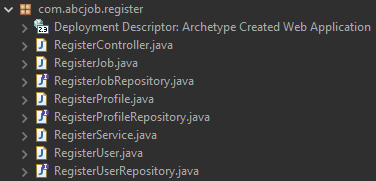 com.abcjob.register
Deployment Descriptor: Archetype Created Web Application
RegisterController.java
RegisterJob.java
RegisterJobRepository.java
RegisterProfile.java
RegisterProfileRepository.java
RegisterService.java
RegisterUser.java
RegisterUserRepository.java